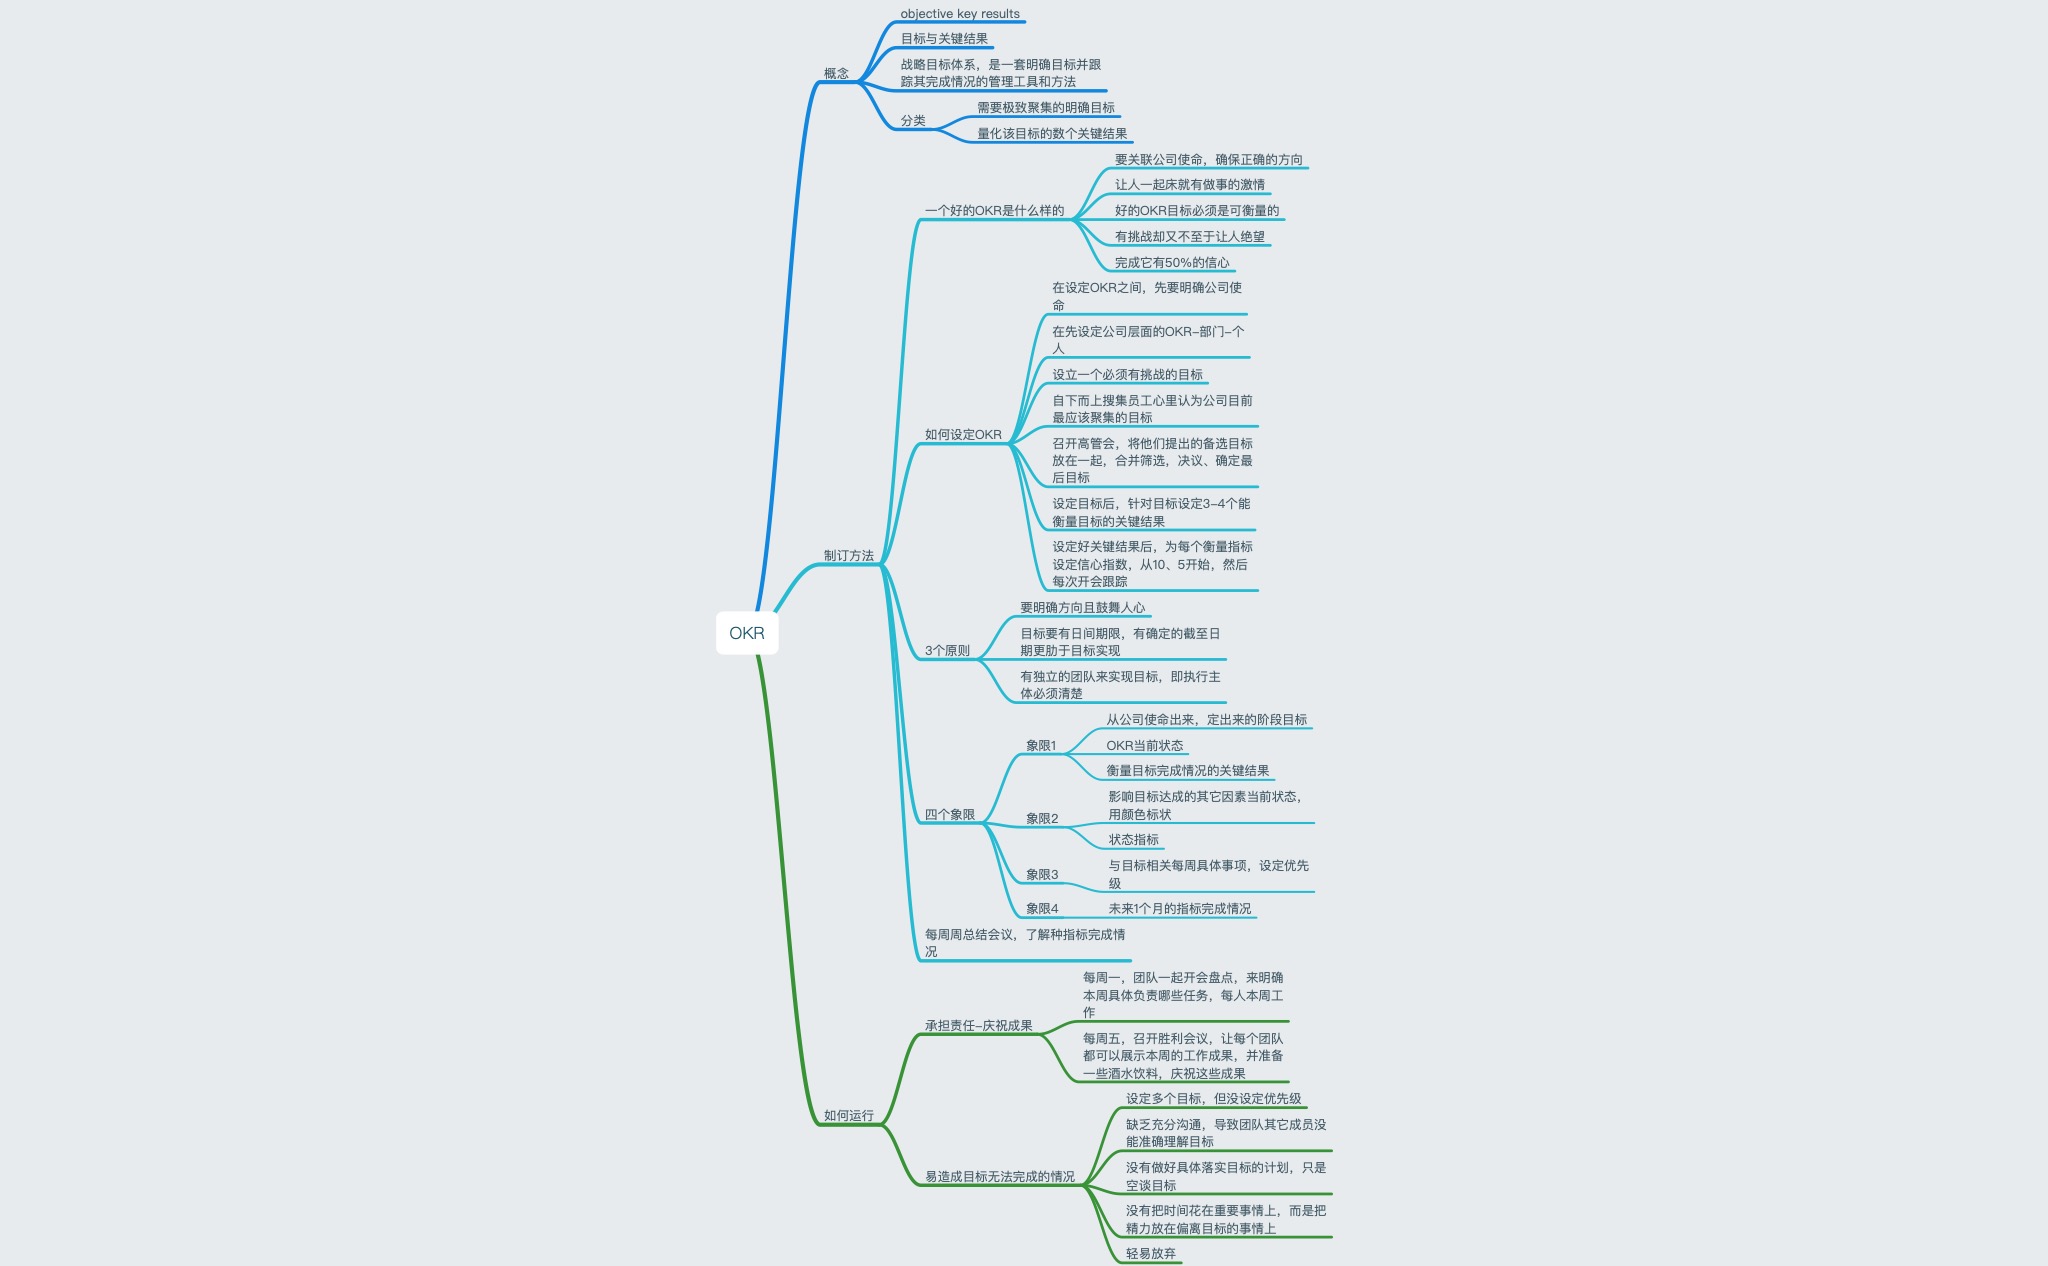 objective key results
目标与关键结果
战略目标体系，是一套明确目标并跟
踪其完成情况的管理工具和方法
概念
需要极致聚集的明确目标
分类
量化该目标的数个关键结果
要关联公司使命，确保正确的方向
让人一起床就有做事的激情
一个好的OKR是什么样的
好的OKR目标必须是可衡量的
有挑战却又不至于让人绝望
完成它有50%的信心
在设定OKR之间，先要明确公司使
命
在先设定公司层面的OKR-部门-个
人
设立一个必须有挑战的目标
自下而上搜集员工心里认为公司目前
最应该聚集的目标
如何设定OKR
召开高管会，将他们提出的备选目标
放在一起，合并筛选，决议、确定最
后目标
设定目标后，针对目标设定3-4个能
衡量目标的关键结果
设定好关键结果后，为每个衡量指标
设定信心指数，从10、5开始，然后
每次开会跟踪
制订方法
要明确方向且鼓舞人心
OKR
目标要有日间期限，有确定的截至日
期更肋于目标实现
3个原则
有独立的团队来实现目标，即执行主
体必须清楚
从公司使命出来，定出来的阶段目标
象限1
OKR当前状态
衡量目标完成情况的关键结果
影响目标达成的其它因素当前状态，
用颜色标状
四个象限
象限2
状态指标
与目标相关每周具体事项，设定优先
级
象限3
象限4
未来1个月的指标完成情况
每周周总结会议，了解种指标完成情
况
每周一，团队一起开会盘点，来明确
本周具体负责哪些任务，每人本周工
作
承担责任-庆祝成果
每周五，召开胜利会议，让每个团队
都可以展示本周的工作成果，并准备
一些酒水饮料，庆祝这些成果
如何运行
设定多个目标，但没设定优先级
缺乏充分沟通，导致团队其它成员没
能准确理解目标
没有做好具体落实目标的计划，只是
空谈目标
易造成目标无法完成的情况
没有把时间花在重要事情上，而是把
精力放在偏离目标的事情上
轻易放弃